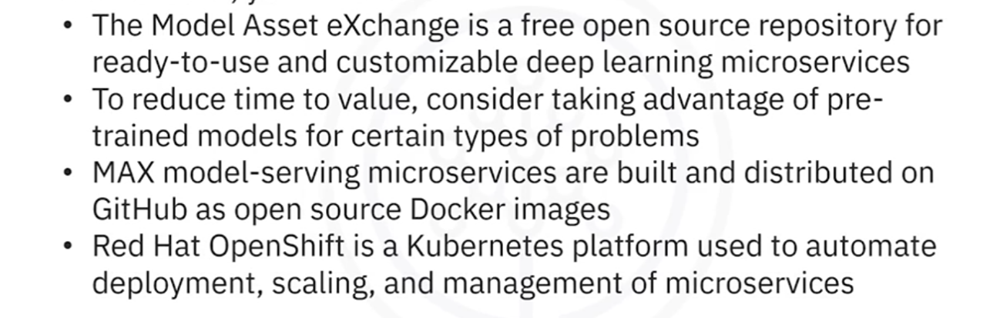 • The Model Asset eXchange is a free open source repository for
ready-to-use and customizable deep learning microservices
• To reduce time to value, consider taking advantage of pre-
trained models for certain types of problems
• MAX model-serving microservices are built and distributed on
GitHub as open source Docker images
• Red Hat OpenShift is a Kubernetes platform used to automate
deployment, scaling, and management of microservices